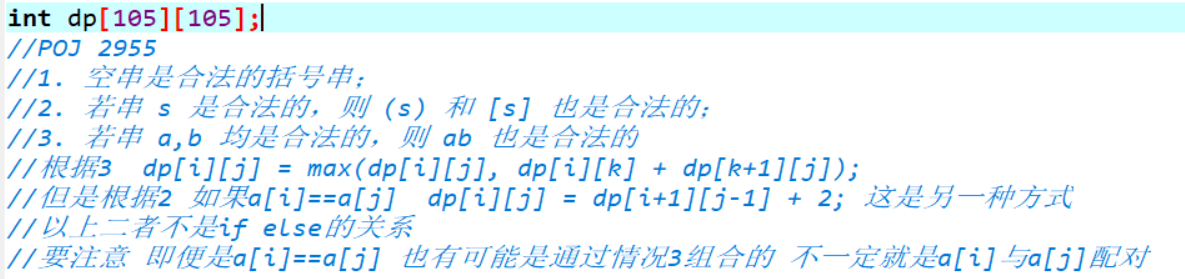 int dp[105][105];
//POJ 2955
//1. 空串是合法的括号串;
//2. 若串 s 是合法的，则 (s) 和 [s] 也是合法的;
//3. 若串 a,b 均是合法的，则 ab 也是合法的
//根据3  dp[i][j] = max(dp[i][j], dp[i][k] + dp[k+1][j]);
//但是根据2 如果a[i]==a[j]  dp[i][j] = dp[i+1][j-1] + 2; 这是另一种方式
//以上二者不是if else的关系
//要注意 即便是a[i]==a[j] 也有可能是通过情况3组合的 不一定就是a[i]与a[j]配对